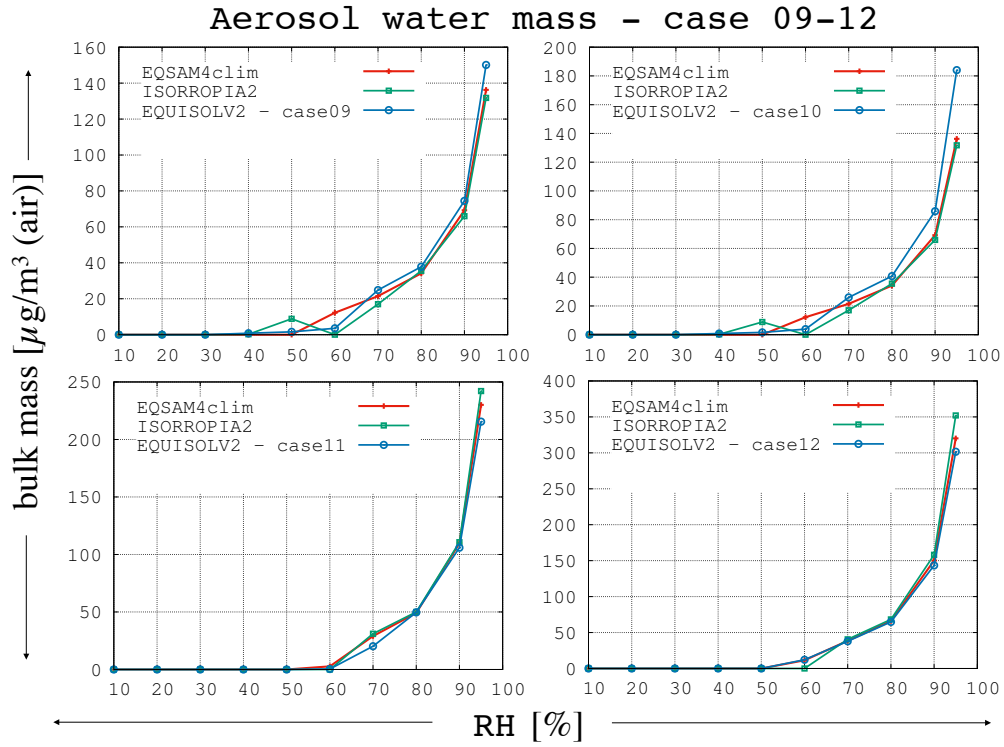 Aerosol water mass - case 09-12
bulk mass [µg/m³ (air)]
160
140
120
100
80
60
40
20
0
EQSAM4clim
ISORROPIA2
EQUISOLV2 - case09
10 20 30 40 50 60 70 80 90 100
200
180
160
140
120
100
80
60
40
20
0
EQSAM4clim
ISORROPIA2
EQUISOLV2 - case10
10 20 30 40 50 60 70 80 90 100
250
200
150
100
50
0
EQSAM4clim
ISORROPIA2
EQUISOLV2 - case11
10 20 30 40 50 60 70 80 90 100
400
350
300
250
200
150
100
50
0
EQSAM4clim
ISORROPIA2
EQUISOLV2 - case12
10 20 30 40 50 60 70 80 90 100
RH [%]